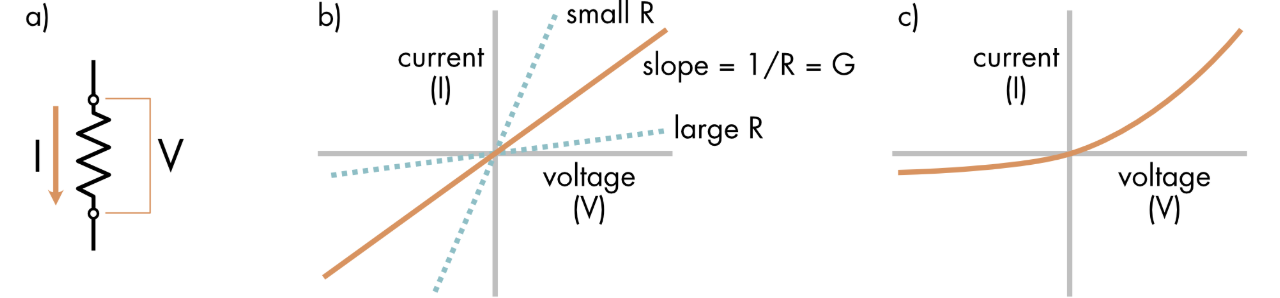 a)
I
V
b)
small R
current
(I)
slope = 1/R = G
large R
voltage
(V)
c)
current
(I)
voltage
(V)